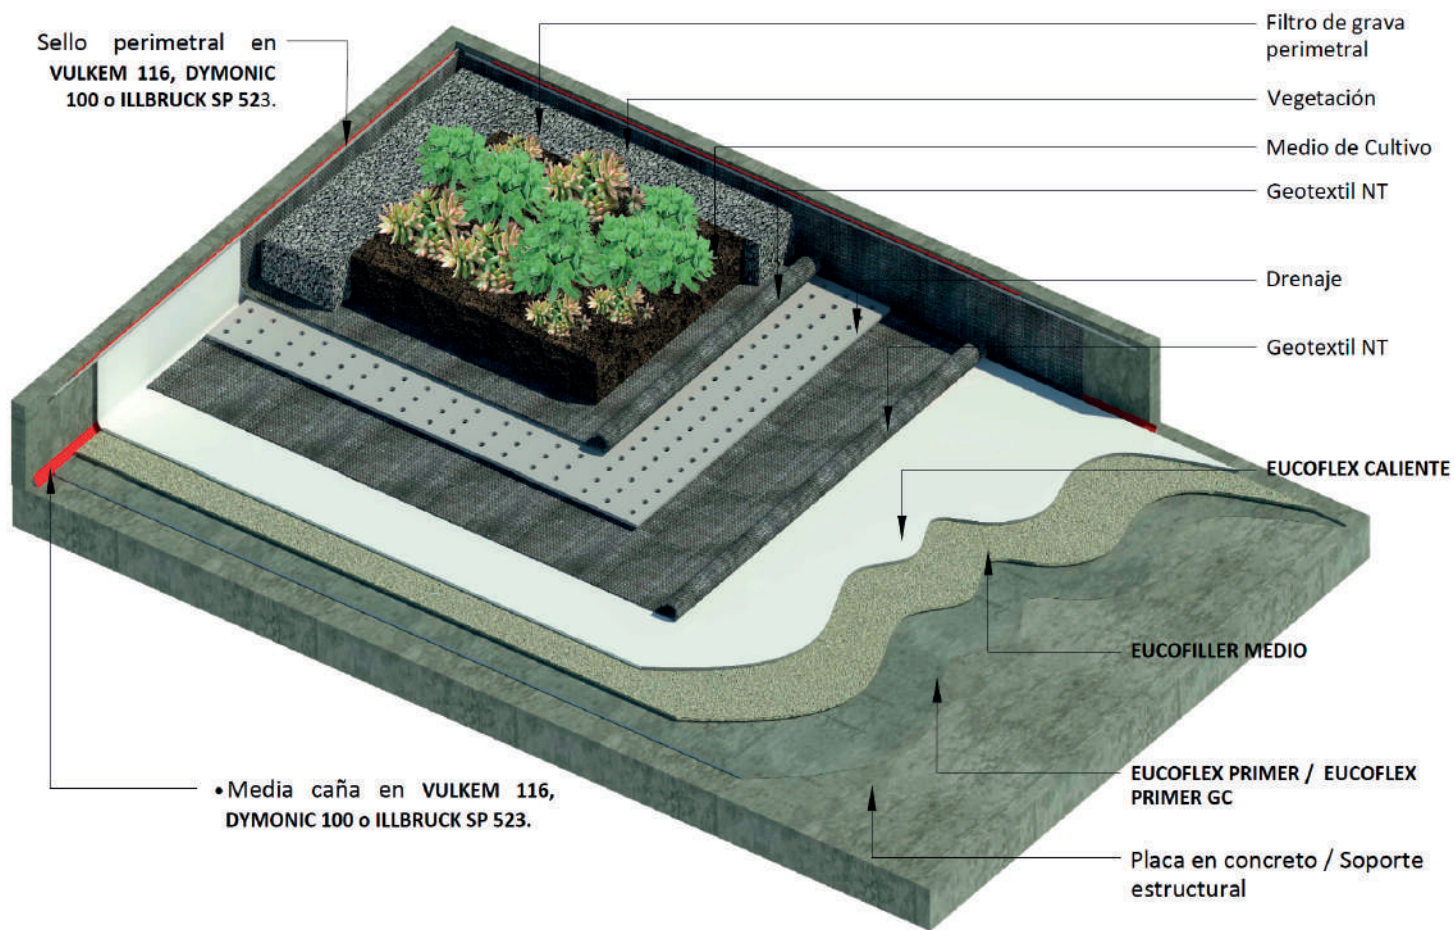 Sello perimetral en
VULKEM 116, DYMONIC
100 o ILLBRUCK SP 523.
Filtro de grava
perimetral
Vegetación
Medio de Cultivo
Geotextil NT
Drenaje
Geotextil NT
EUCOFLEX CALIENTE
EUCOFILLER MEDIO
EUCOFLEX PRIMER / EUCOFLEX
PRIMER GC
Placa en concreto / Soporte
estructural
• Media caña en VULKEM 116,
DYMONIC 100 o ILLBRUCK SP 523.